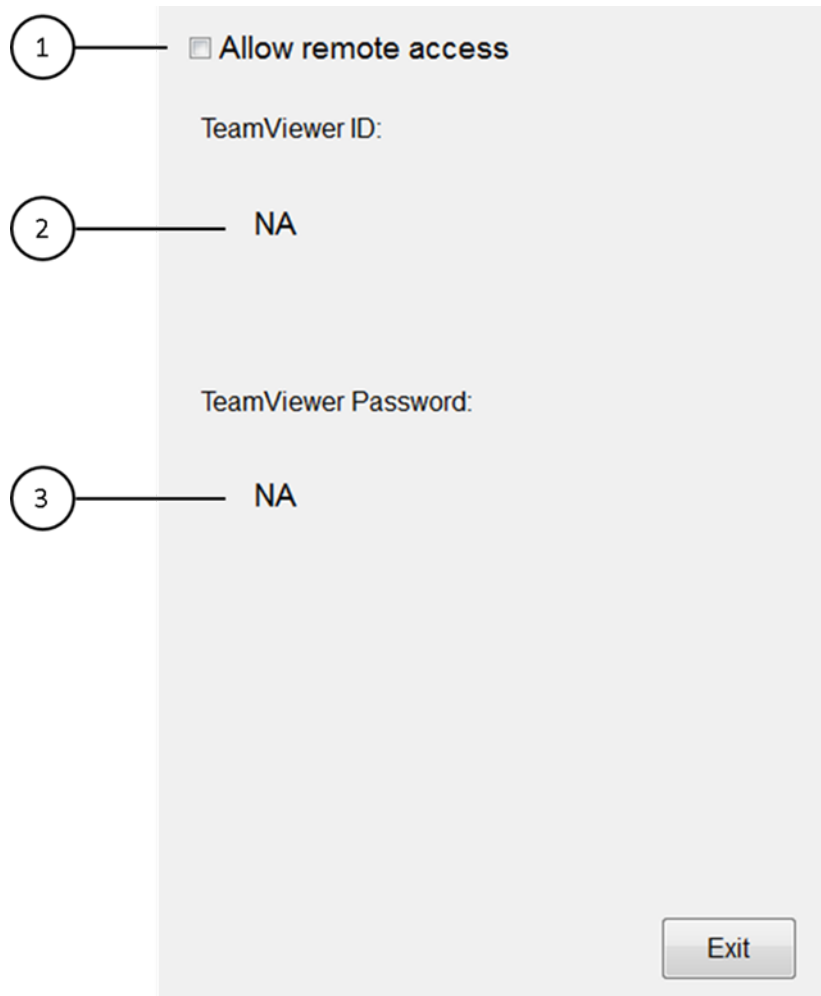 1
Allow remote access
TeamViewer ID:
2
NA
TeamViewer Password:
3
NA
Exit